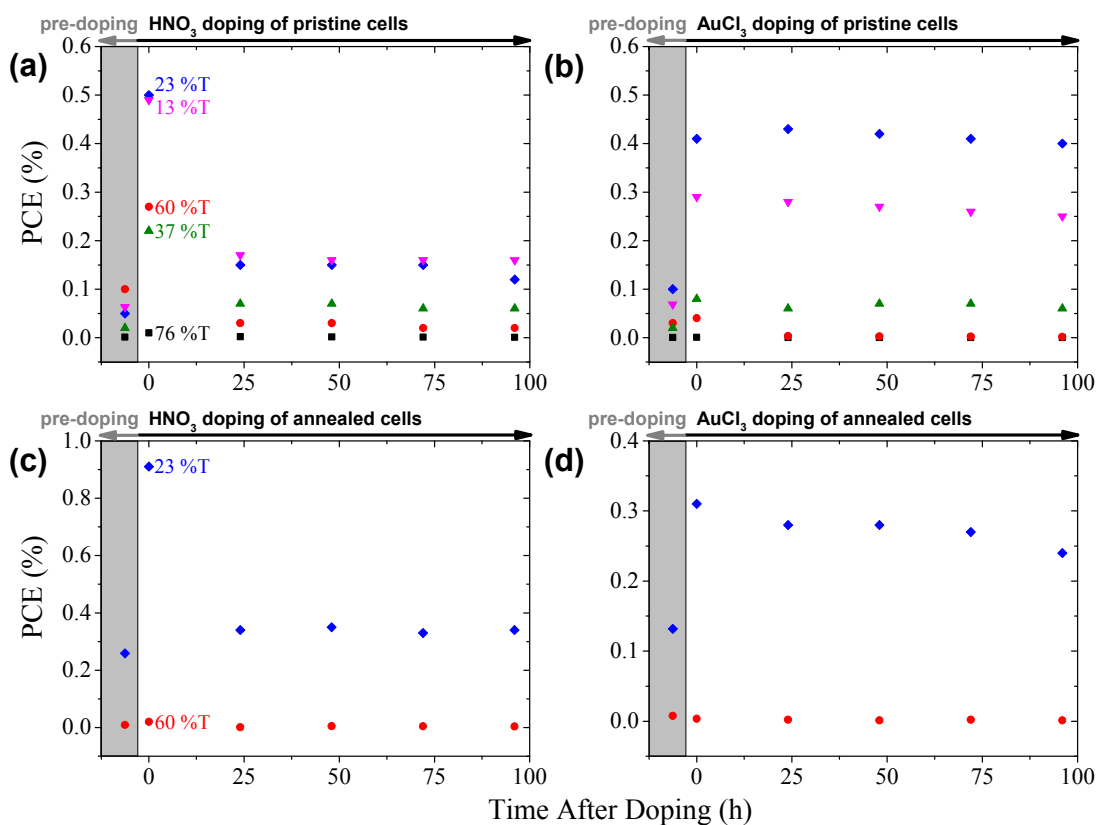 pre-doping HNO3 doping of pristine cells
(a)
0.6
0.5
0.4
0.3
0.2
0.1
0.0
PCE (%)
23 %T
13 %T
60 %T
37 %T
76 %T
0 25 50 75 100
pre-doping AuCl3 doping of pristine cells
(b)
0.6
0.5
0.4
0.3
0.2
0.1
0.0
0 25 50 75 100
pre-doping HNO3 doping of annealed cells
(c)
1.0
0.8
0.6
0.4
0.2
0.0
PCE (%)
23 %T
60 %T
0 25 50 75 100
pre-doping AuCl3 doping of annealed cells
(d)
0.4
0.3
0.2
0.1
0.0
0 25 50 75 100
Time After Doping (h)